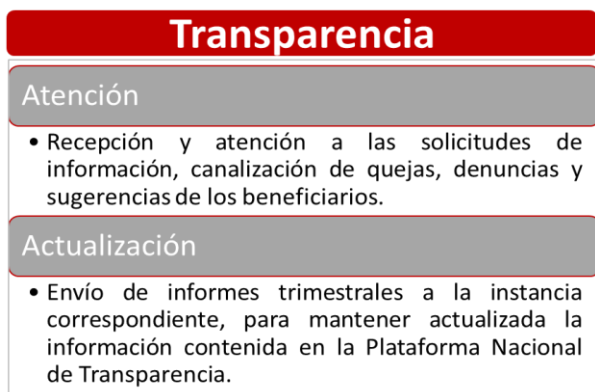 Transparencia
Atención
• Recepción y atención a las solicitudes de
información, canalización de quejas, denuncias y
sugerencias de los beneficiarios.
Actualización
• Envío de informes trimestrales a la instancia
correspondiente, para mantener actualizada la
información contenida en la Plataforma Nacional
de Transparencia.